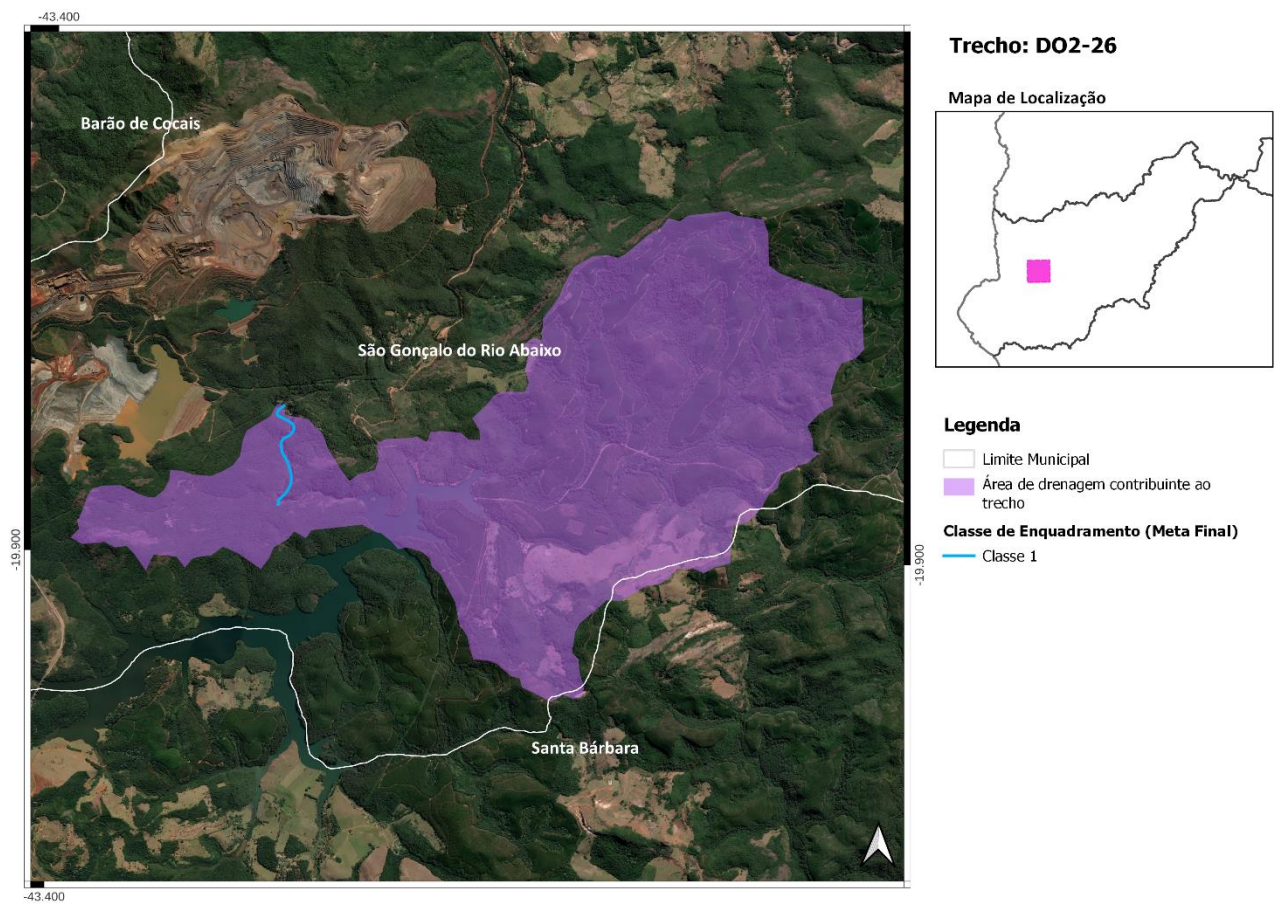 -43.400
Trecho: DO2-26
Mapa de Localização
Barão de Cocais
São Gonçalo do Rio Abaixo
Legenda
Limite Municipal
Área de drenagem contribuinte ao
trecho
Classe de Enquadramento (Meta Final)
Classe 1
-19.900
-19.900
Santa Bárbara
-43.400